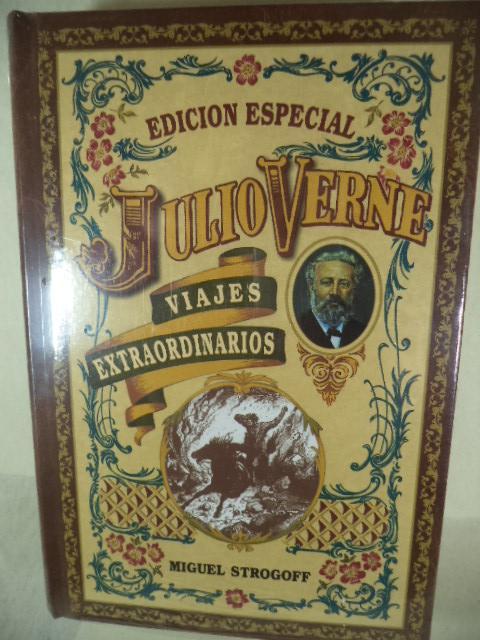 EDICION ESPECIAL
JULIO VERNE
VIAJES
EXTRAORDINARIOS
MIGUEL STROGOFF